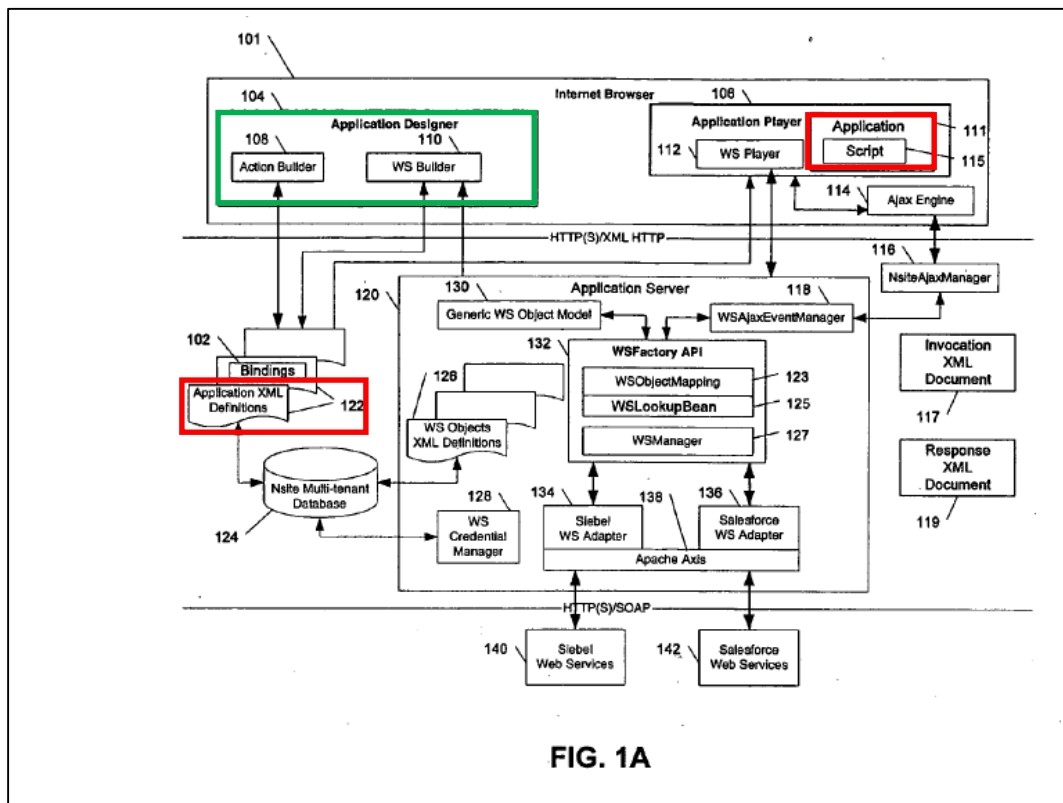 101
Internet Browser
104
Application Designer
108
110
Action Builder
WS Builder
106
Application Player
112
WS Player
Application
111
Script
115
114
Ajax Engine
HTTP(S)/XML HTTP
116
NsiteAjaxManager
120
Application Server
130
Generic WS Object Model
118
WSAjaxEventManager
102
Bindings
Application XML
Definitions
122
126
WS Objects
XML Definitions
132
WSFactory API
WSObjectMapping
123
WSLookupBean
125
WSManager
127
Invocation
XML
Document
117
Response
XML
Document
119
Nsite Multi-tenant
Database
124
128
WS
Credential
Manager
134
138
136
Siebel
WS Adapter
Salesforce
WS Adapter
Apache Axis
HTTP(S)/SOAP
140
Siebel
Web Services
142
Salesforce
Web Services
FIG. 1A